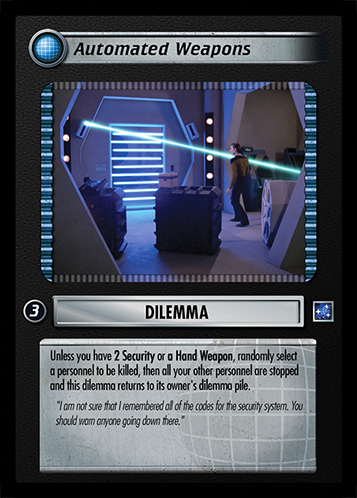 Automated Weapons
3 DILEMMA
Unless you have 2 Security or a Hand Weapon, randomly select
a personnel to be killed, then all your other personnel are stopped
and this dilemma returns to its owner's dilemma pile.
"I am not sure that I remembered all of the codes for the security system. You
should warn anyone going down there."